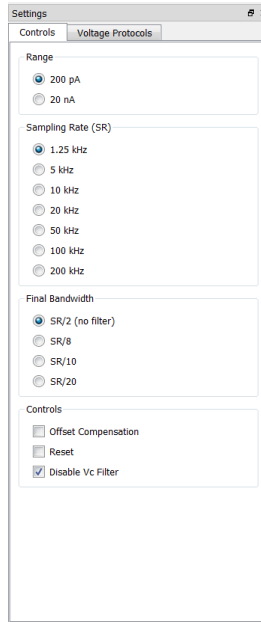 Settings
Controls Voltage Protocols
Range
200 pA
20 nA
Sampling Rate (SR)
1.25 kHz
5 kHz
10 kHz
20 kHz
50 kHz
100 kHz
200 kHz
Final Bandwidth
SR/2 (no filter)
SR/8
SR/10
SR/20
Controls
Offset Compensation
Reset
Disable Vc Filter